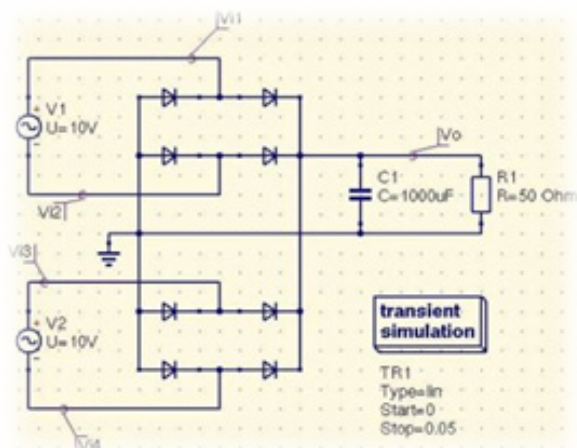 Vi1
V1
U=10V
Vi2
Vo
C1
C=1000uF
R1
R=50 Ohm
Vi3
V2
U=10V
Vi4
transient
simulation
TR1
Type=lin
Start=0
Stop=0.05